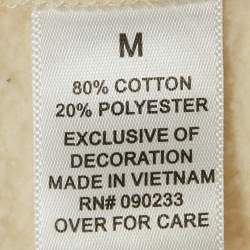 M
80% COTTON
20% POLYESTER
EXCLUSIVE OF
DECORATION
MADE IN VIETNAM
RN# 090233
OVER FOR CARE